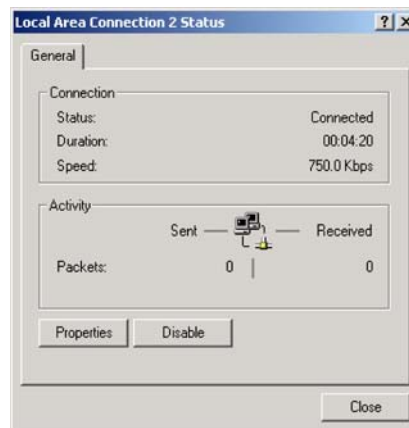 Local Area Connection 2 Status
General
Connection
Status: Connected
Duration: 00:04:20
Speed: 750.0 Kbps
Activity
Sent Received
Packets: 0 0
Properties Disable
Close